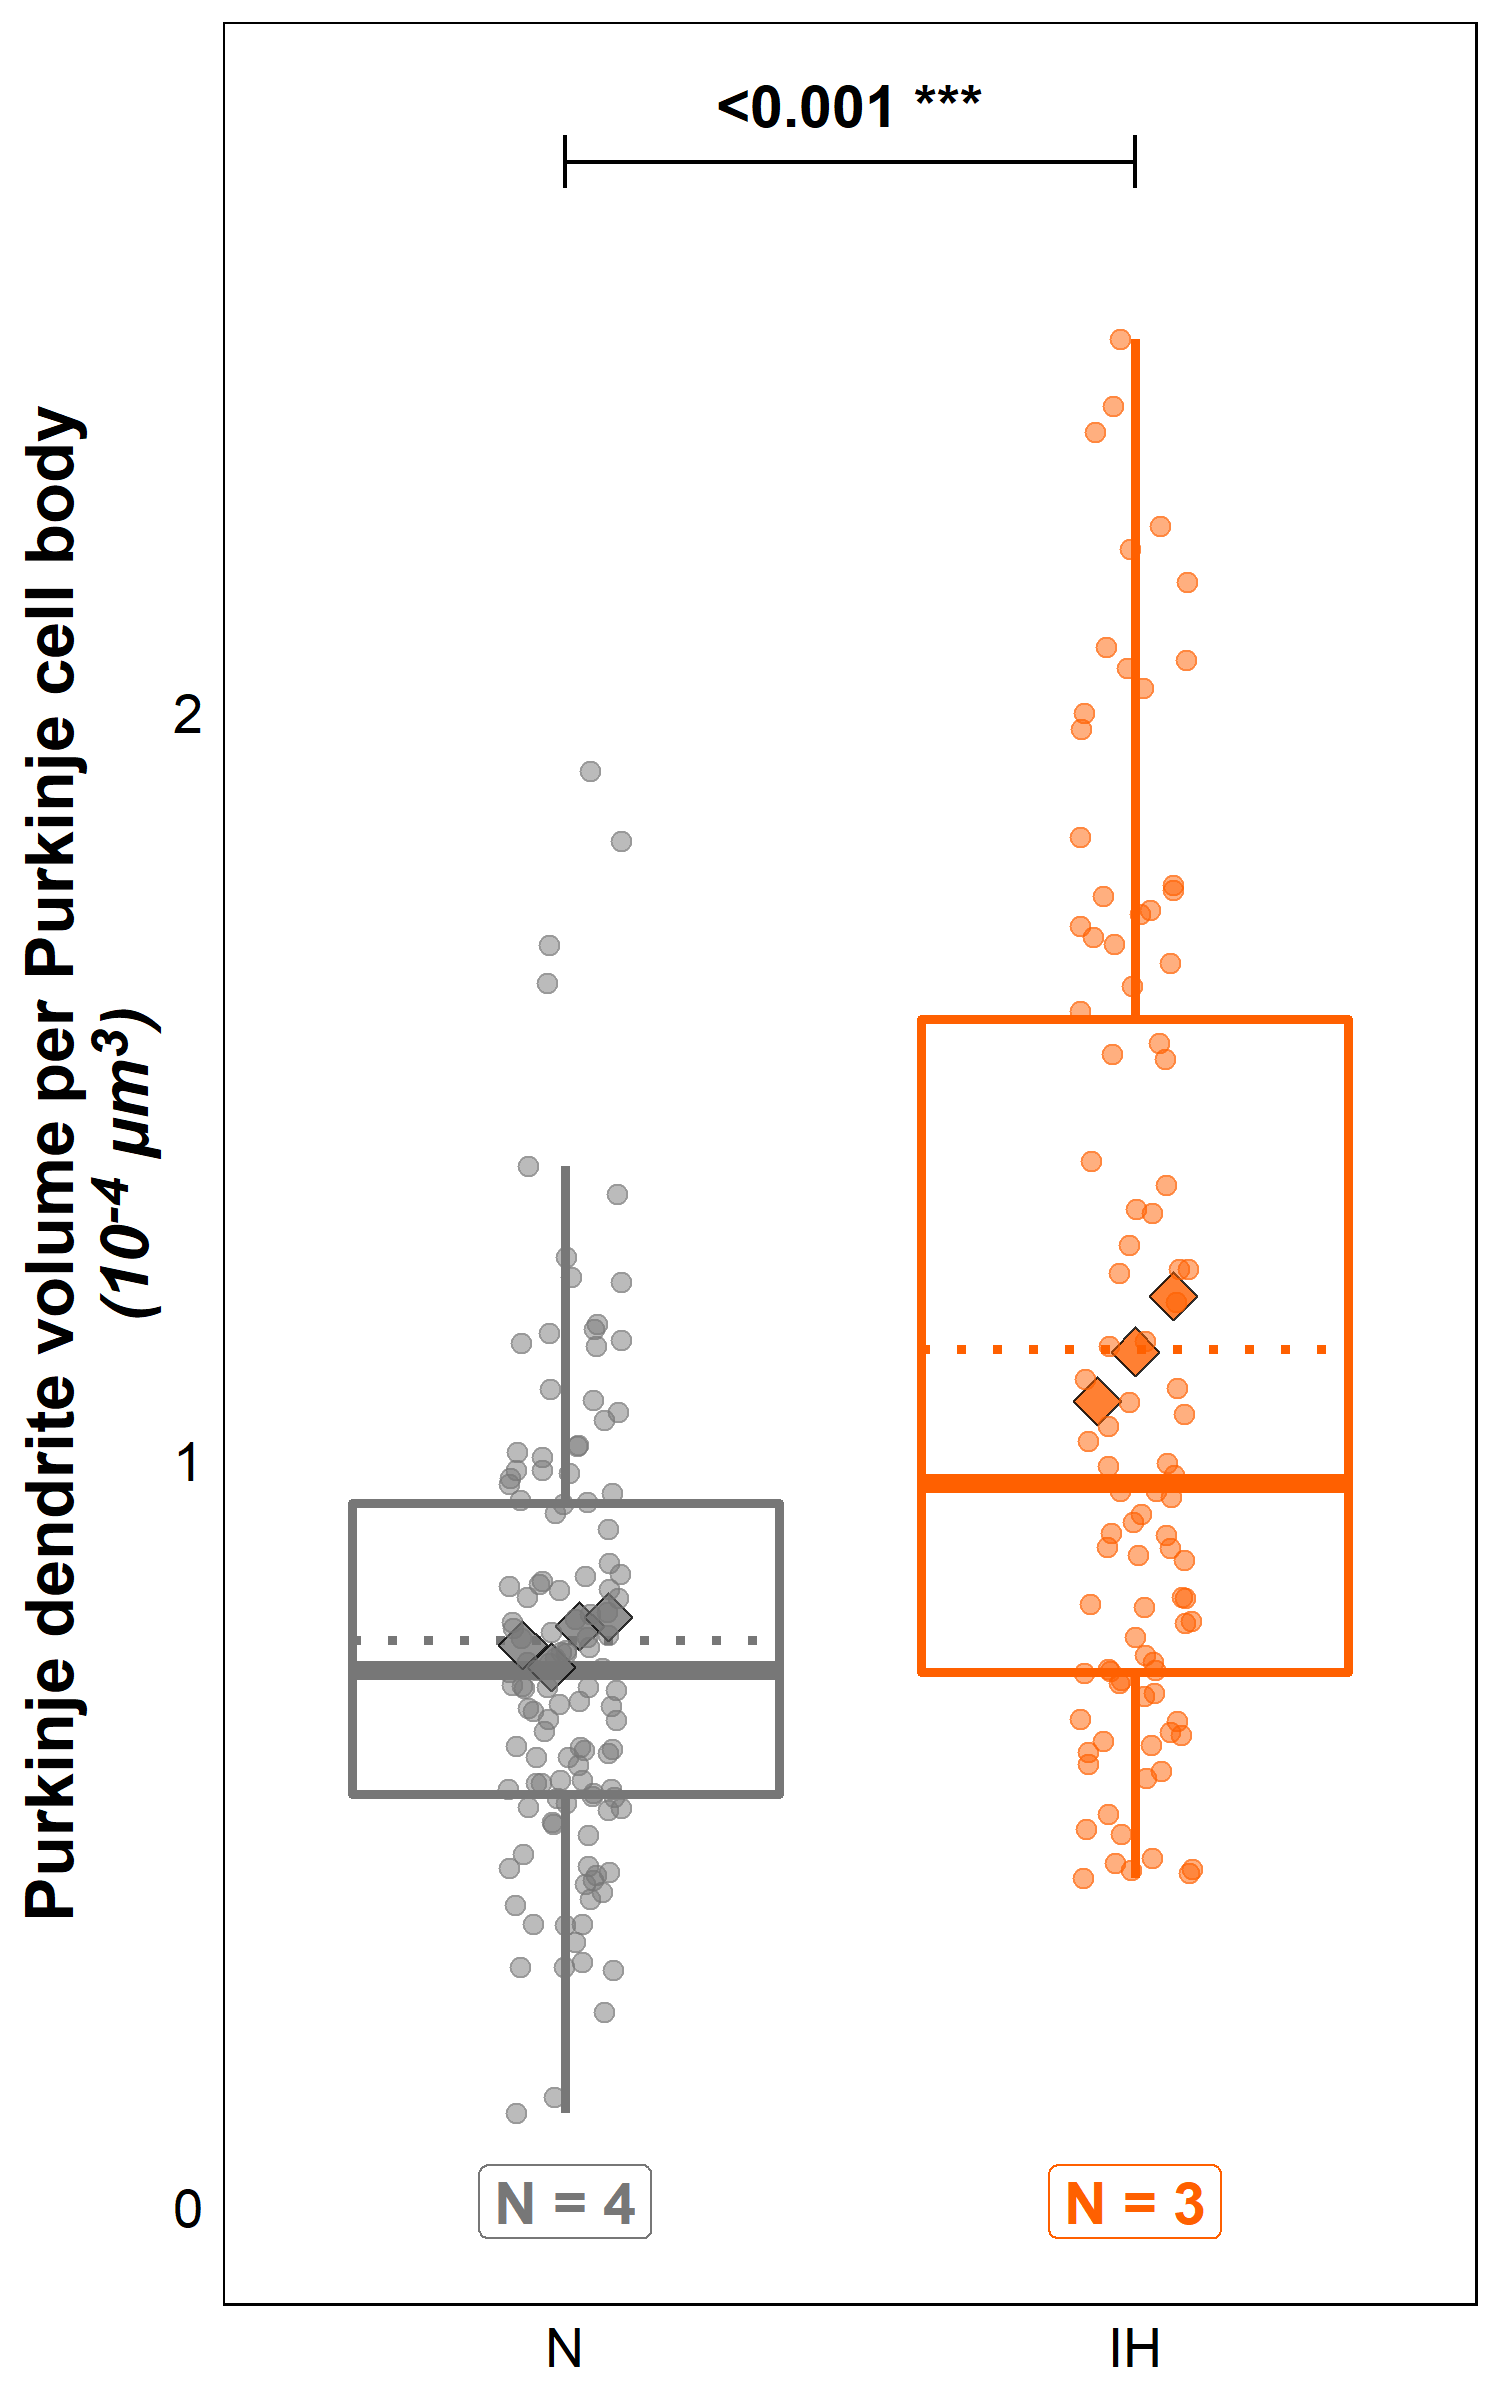 <0.001 ***
Purkinje dendrite volume per Purkinje cell body
(10⁻⁴ µm³)
2
1
0
N = 4
N = 3
N
IH